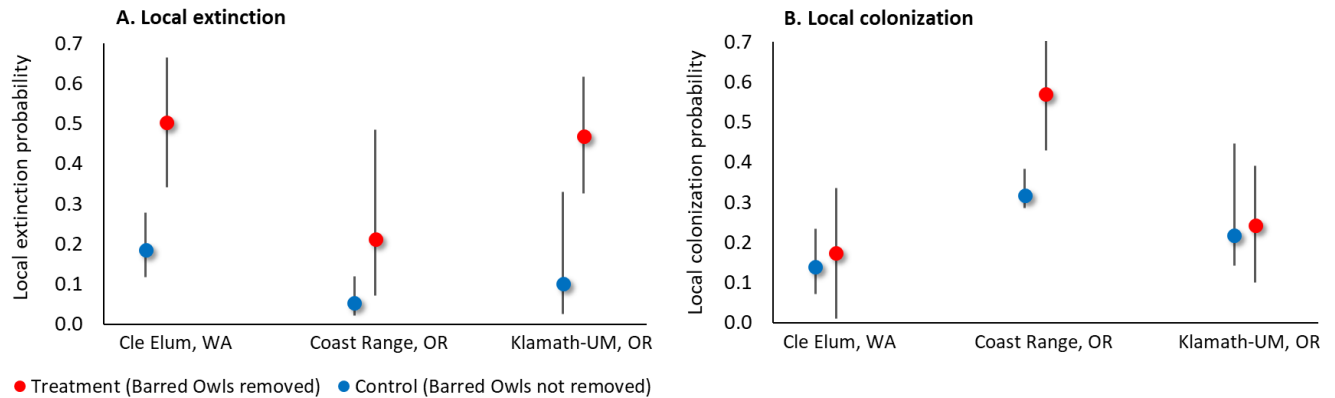 A. Local extinction
Local extinction probability
0.7
0.6
0.5
0.4
0.3
0.2
0.1
0.0
Cle Elum, WA
Coast Range, OR
Klamath-UM, OR
Treatment (Barred Owls removed)
Control (Barred Owls not removed)
B. Local colonization
Local colonization probability
0.7
0.6
0.5
0.4
0.3
0.2
0.1
0.0
Cle Elum, WA
Coast Range, OR
Klamath-UM, OR